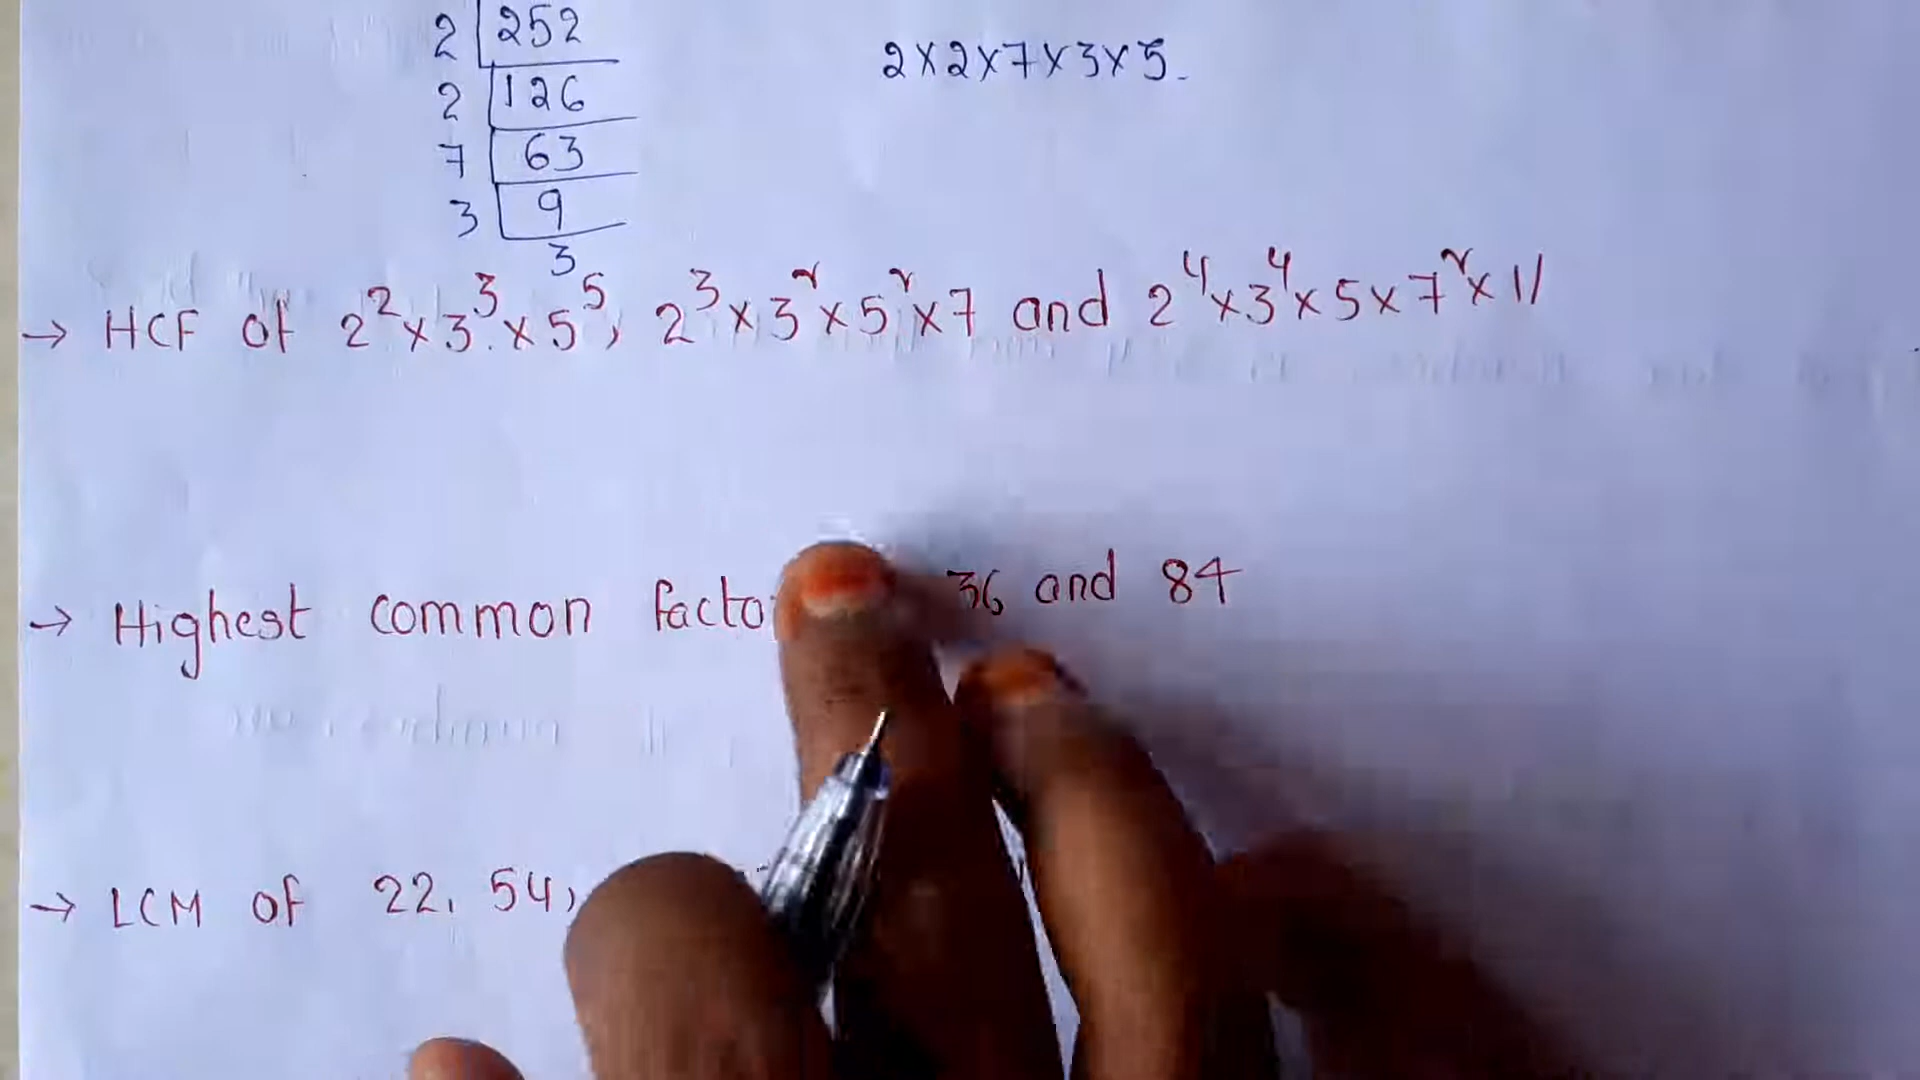 2 | 252
2 | 126
7 | 63
3 | 9
3
2×2×7×3×5
→ HCF of 2² × 3³ × 5⁵, 2³ × 3² × 5² × 7 and 2⁴ × 3⁴ × 5 × 7² × 11
→ Highest common 36 and 84
→ LCM of 22, 54,